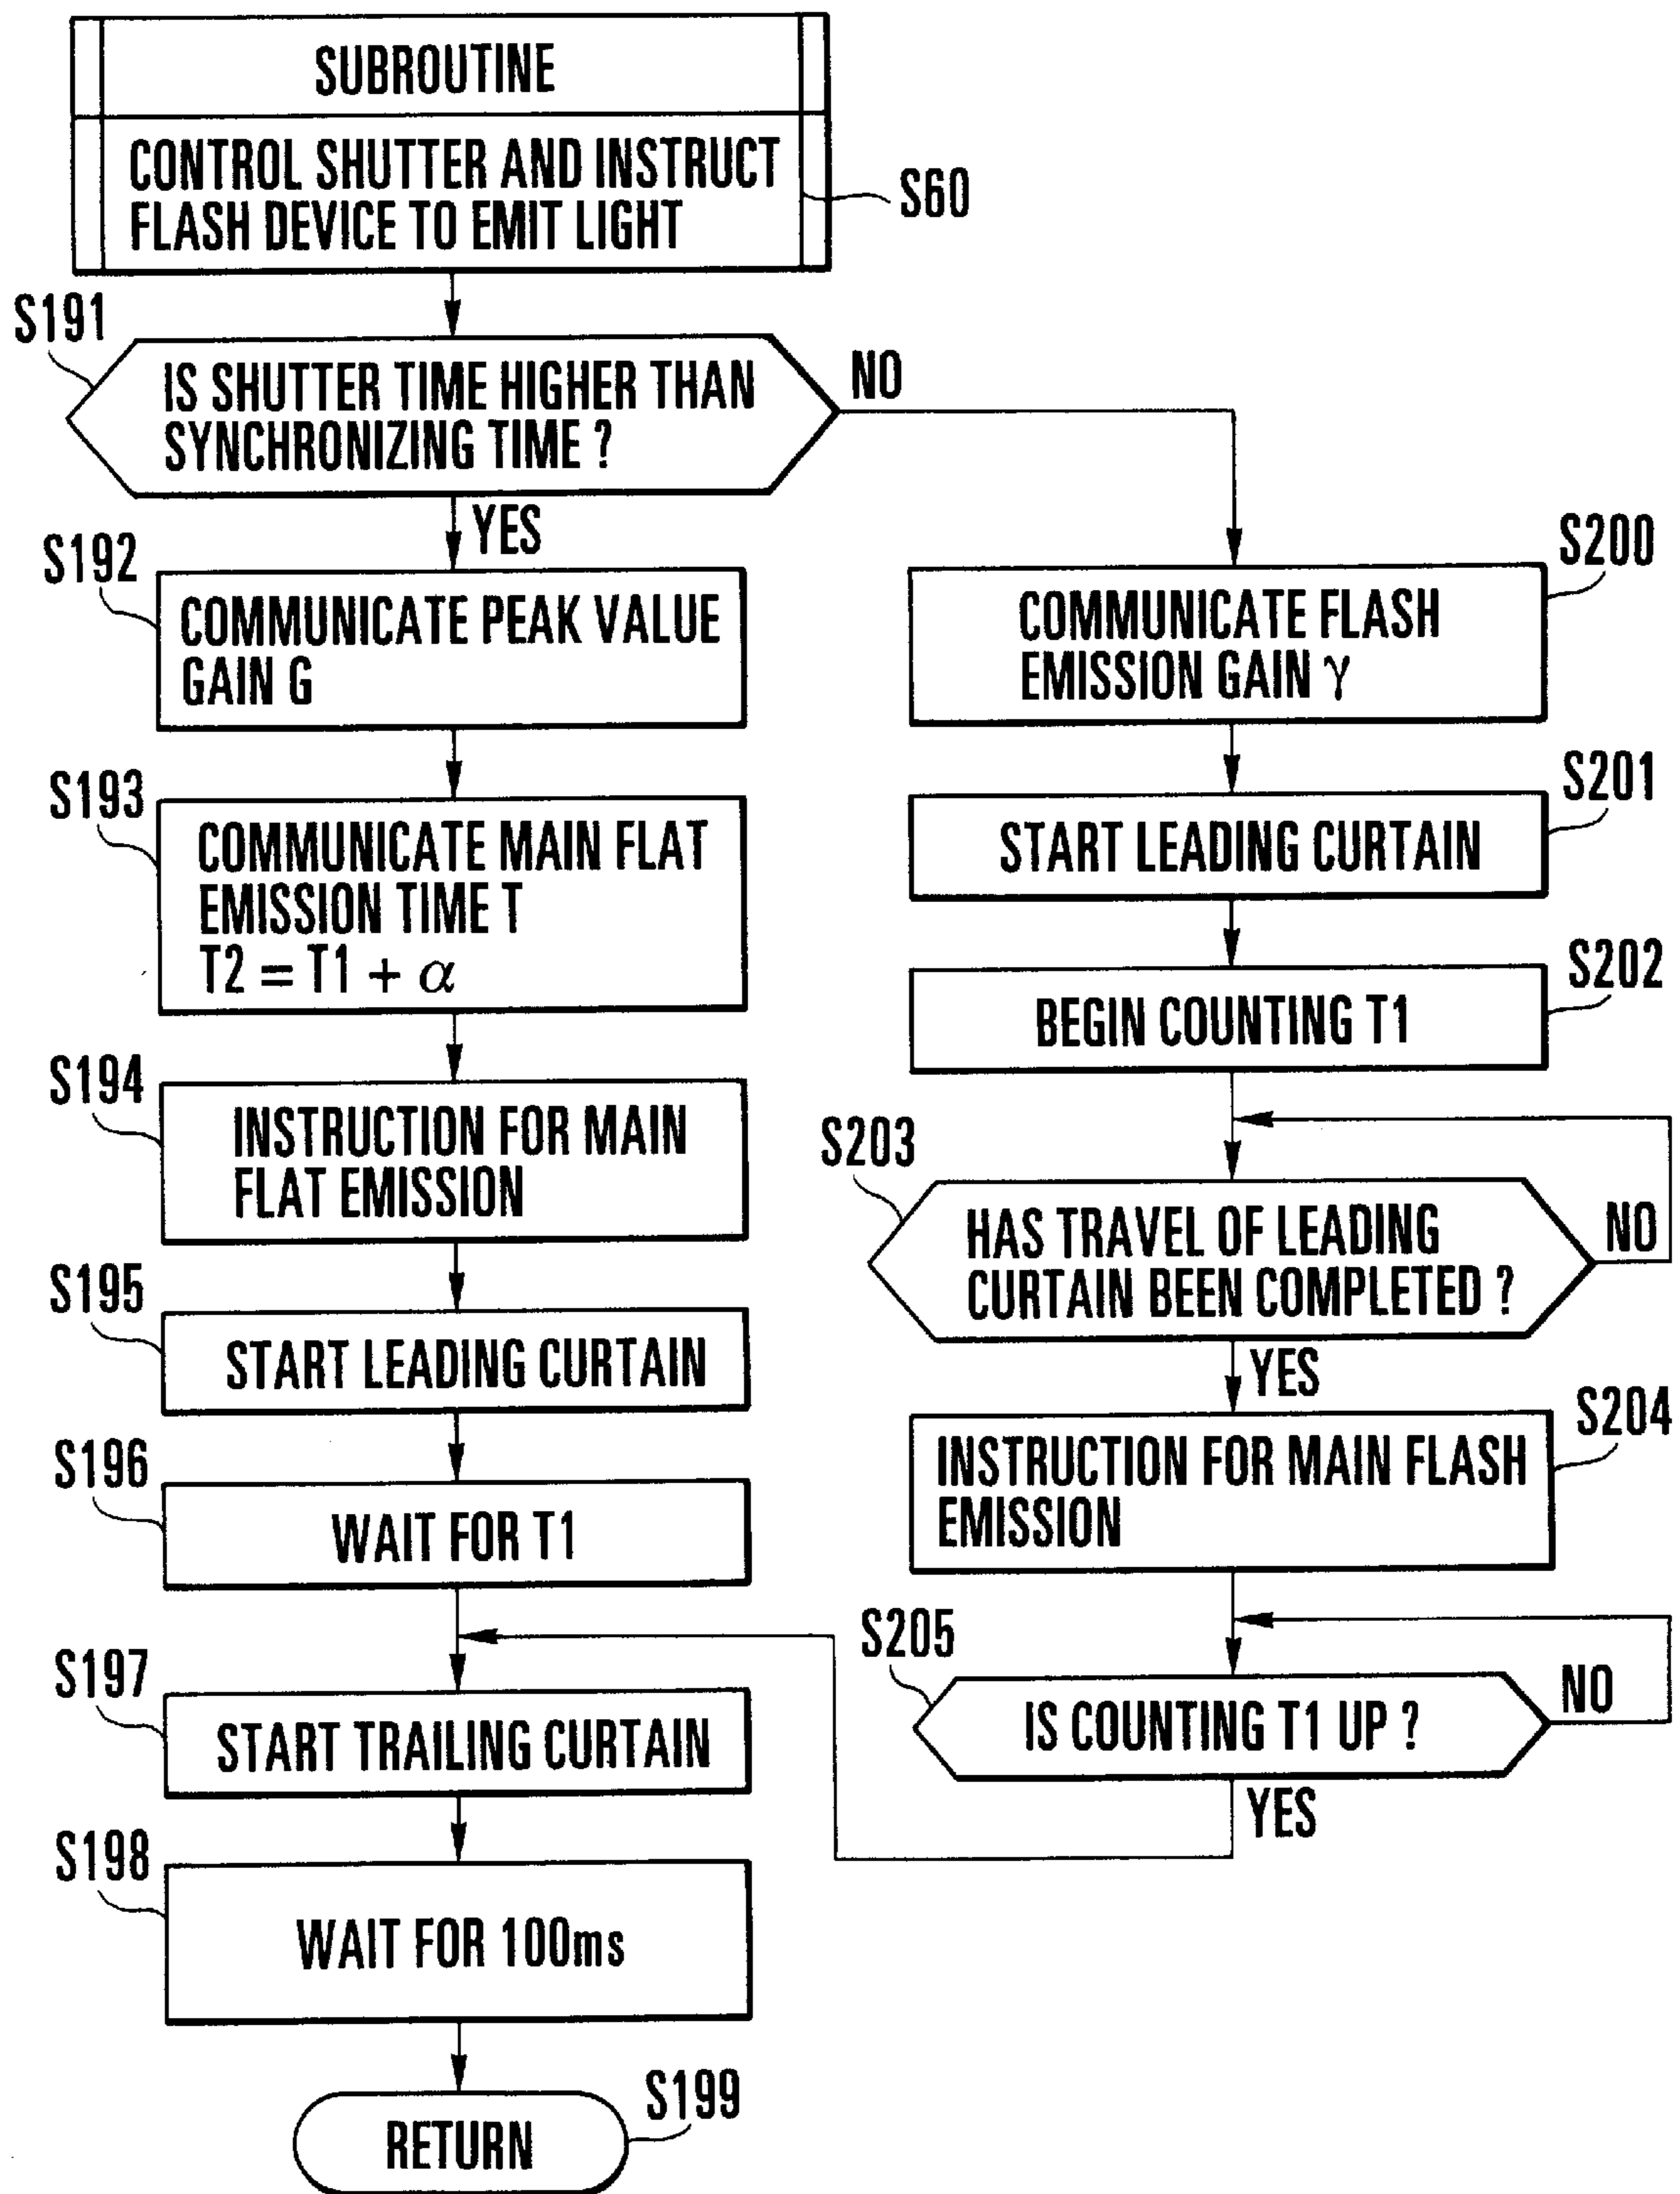 SUBROUTINE
CONTROL SHUTTER AND INSTRUCT
FLASH DEVICE TO EMIT LIGHT
S60
S191
IS SHUTTER TIME HIGHER THAN
SYNCHRONIZING TIME ?
NO
YES
S192
COMMUNICATE PEAK VALUE
GAIN G
S193
COMMUNICATE MAIN FLAT
EMISSION TIME T
T2 = T1 + α
S194
INSTRUCTION FOR MAIN
FLAT EMISSION
S195
START LEADING CURTAIN
S196
WAIT FOR T1
S197
START TRAILING CURTAIN
S198
WAIT FOR 100ms
S199
RETURN
S200
COMMUNICATE FLASH
EMISSION GAIN γ
S201
START LEADING CURTAIN
S202
BEGIN COUNTING T1
S203
HAS TRAVEL OF LEADING
CURTAIN BEEN COMPLETED ?
NO
YES
S204
INSTRUCTION FOR MAIN FLASH
EMISSION
S205
IS COUNTING T1 UP ?
NO
YES